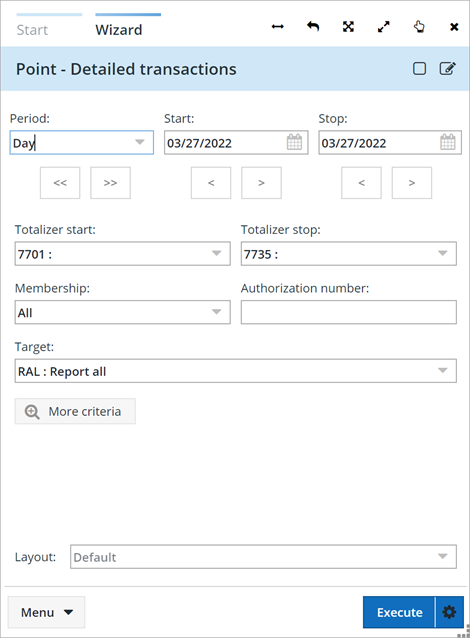 Start Wizard
Point - Detailed transactions
Period: Start: Stop:
Day 03/27/2022 03/27/2022
<< >> < > < >
Totalizer start: Totalizer stop:
7701 : 7735 :
Membership: Authorization number:
All
Target:
RAL : Report all
More criteria
Layout: Default
Menu Execute